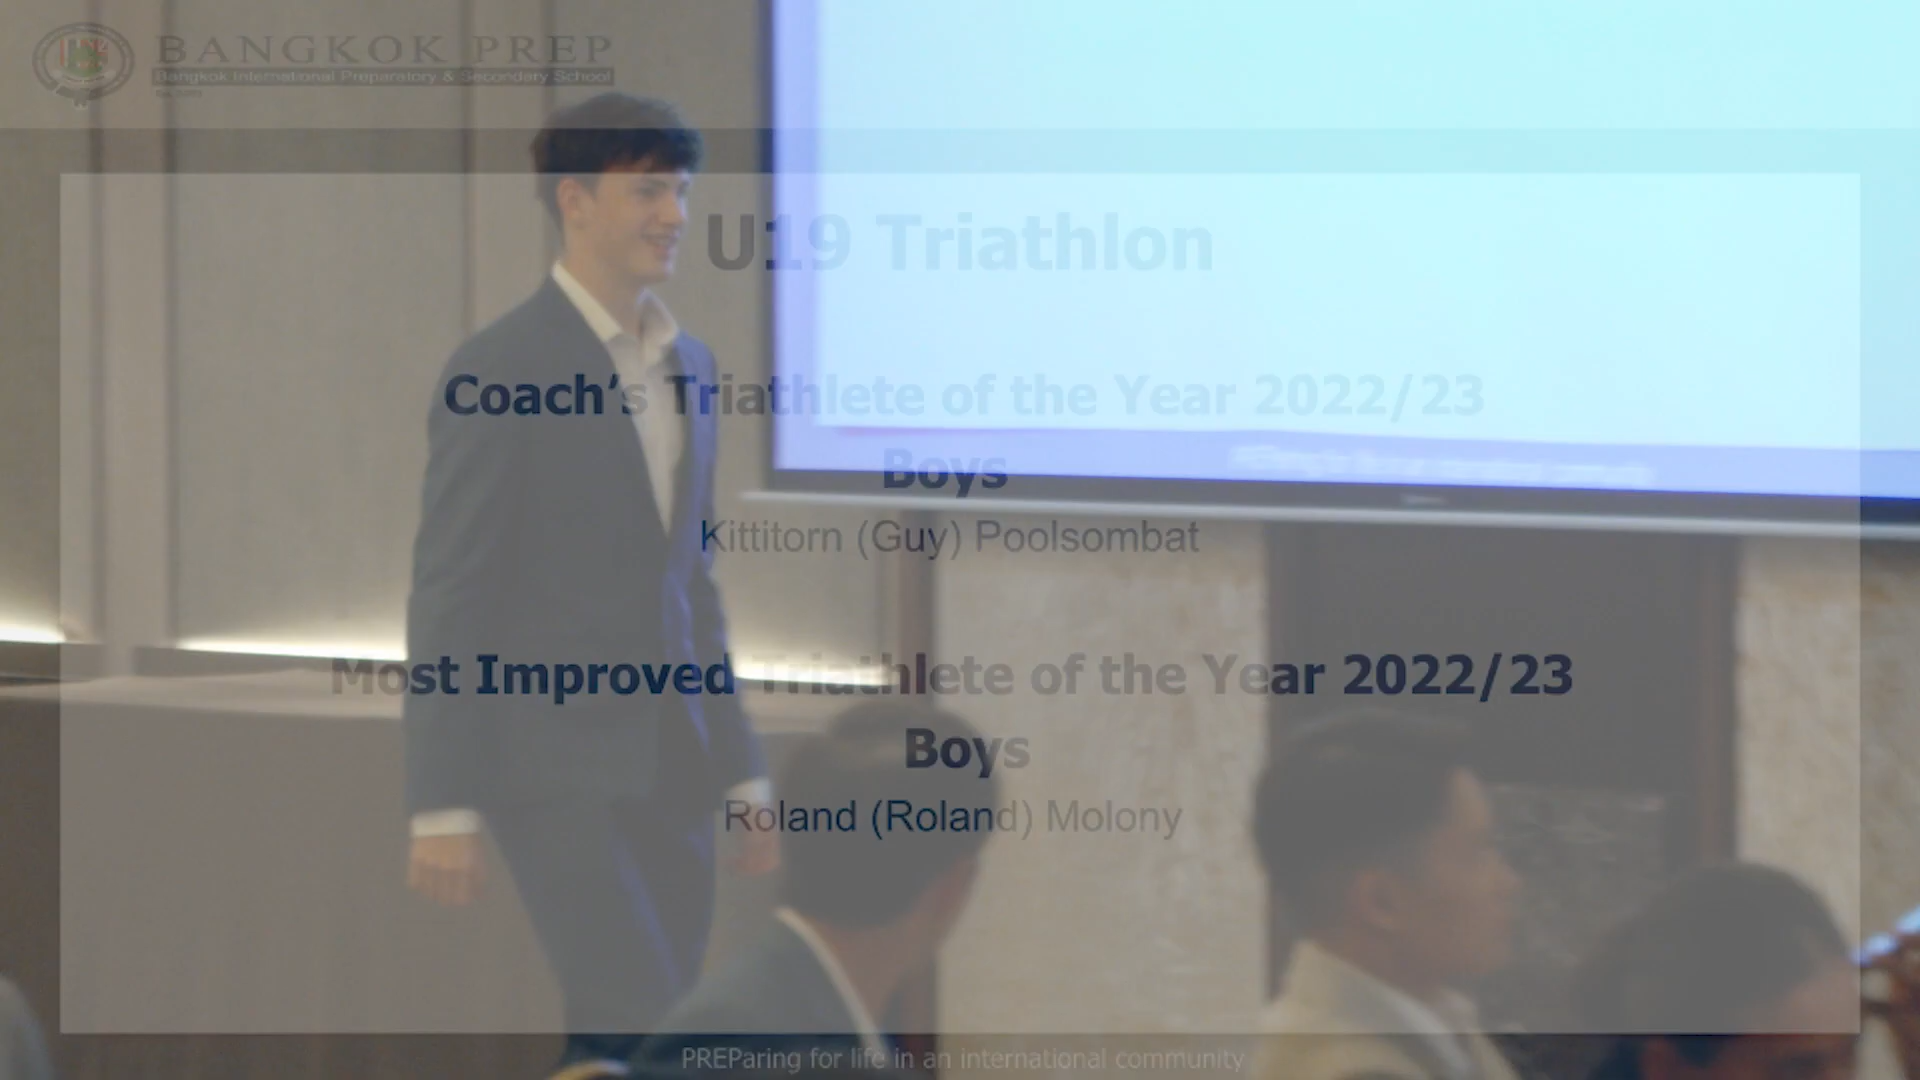 BANGKOK PREP
Bangkok International Preparatory & Secondary School
U19 Triathlon
Coach’s Triathlete of the Year 2022/23
Boys
Kittitorn (Guy) Poolsombat
Most Improved Triathlete of the Year 2022/23
Boys
Roland (Roland) Molony
PREParing for life in an international community